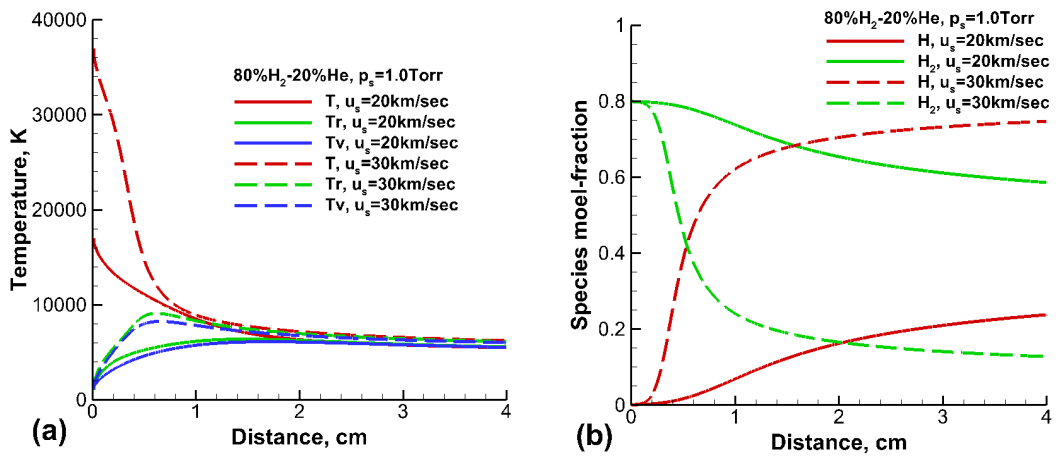 80%H₂-20%He, pₛ=1.0Torr
T, uₛ=20km/sec
Tr, uₛ=20km/sec
Tv, uₛ=20km/sec
T, uₛ=30km/sec
Tr, uₛ=30km/sec
Tv, uₛ=30km/sec
Temperature, K
40000
30000
20000
10000
0
0
1
2
3
4
Distance, cm
(a)
80%H₂-20%He, pₛ=1.0Torr
H, uₛ=20km/sec
H₂, uₛ=20km/sec
H, uₛ=30km/sec
H₂, uₛ=30km/sec
Species moel-fraction
1
0.8
0.6
0.4
0.2
0
0
1
2
3
4
Distance, cm
(b)